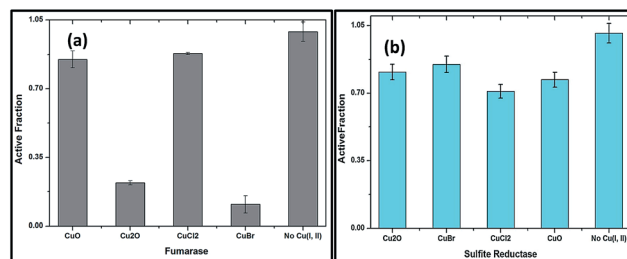 (a)
Active Fraction
1.05
0.70
0.35
0.00
CuO
Cu2O
CuCl2
CuBr
No Cu(I, II)
Fumarase
(b)
ActiveFraction
1.05
0.70
0.35
0.00
Cu2O
CuBr
CuCl2
CuO
No Cu(I, II)
Sulfite Reductase